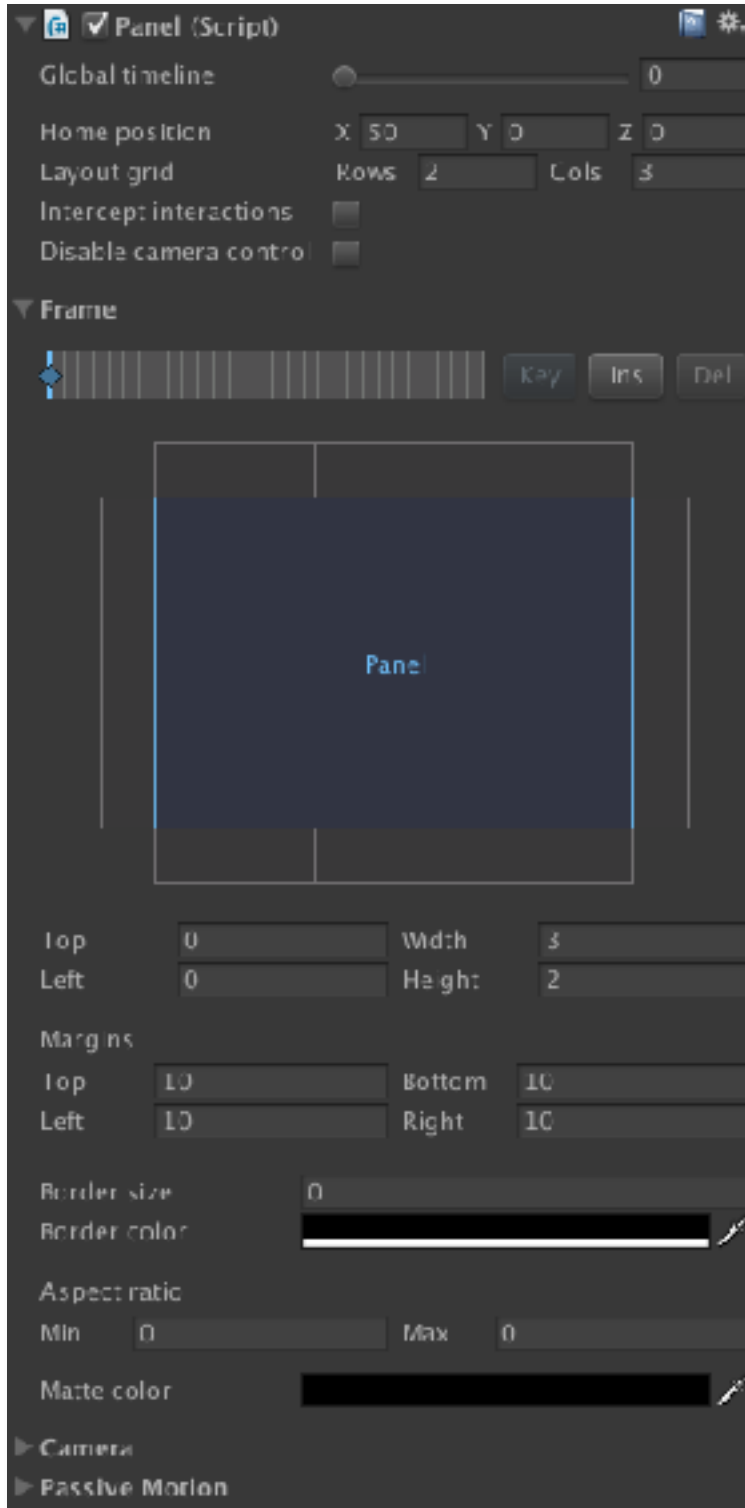 Panel (Script)
Global timeline 0
Home position X 50 Y 0 Z 0
Layout grid Rows 2 Cols 3
Intercept interactions
Disable camera control
Frame
Key Ins Del
Panel
Top 0 Width 3
Left 0 Height 2
Margins
Top 10 Bottom 10
Left 10 Right 10
Border size 0
Border color
Aspect ratio
Min 0 Max 0
Matte color
Camera
Passive Motion